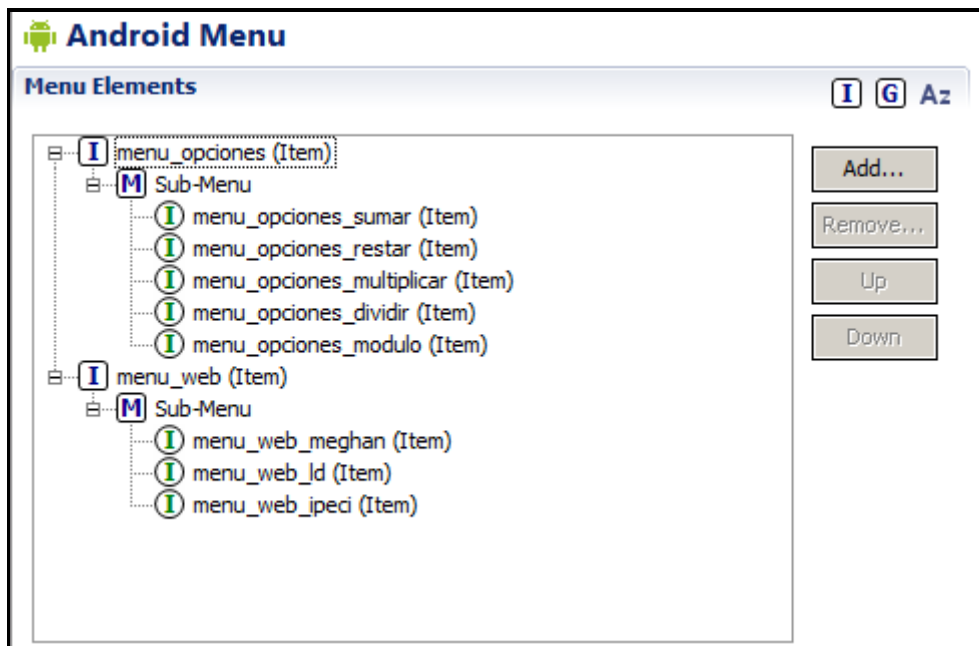 Android Menu
Menu Elements
I G Az
I menu_opciones (Item)
M Sub-Menu
I menu_opciones_sumar (Item)
I menu_opciones_restar (Item)
I menu_opciones_multiplicar (Item)
I menu_opciones_dividir (Item)
I menu_opciones_modulo (Item)
I menu_web (Item)
M Sub-Menu
I menu_web_meghan (Item)
I menu_web_ld (Item)
I menu_web_ipeci (Item)
Add...
Remove...
Up
Down